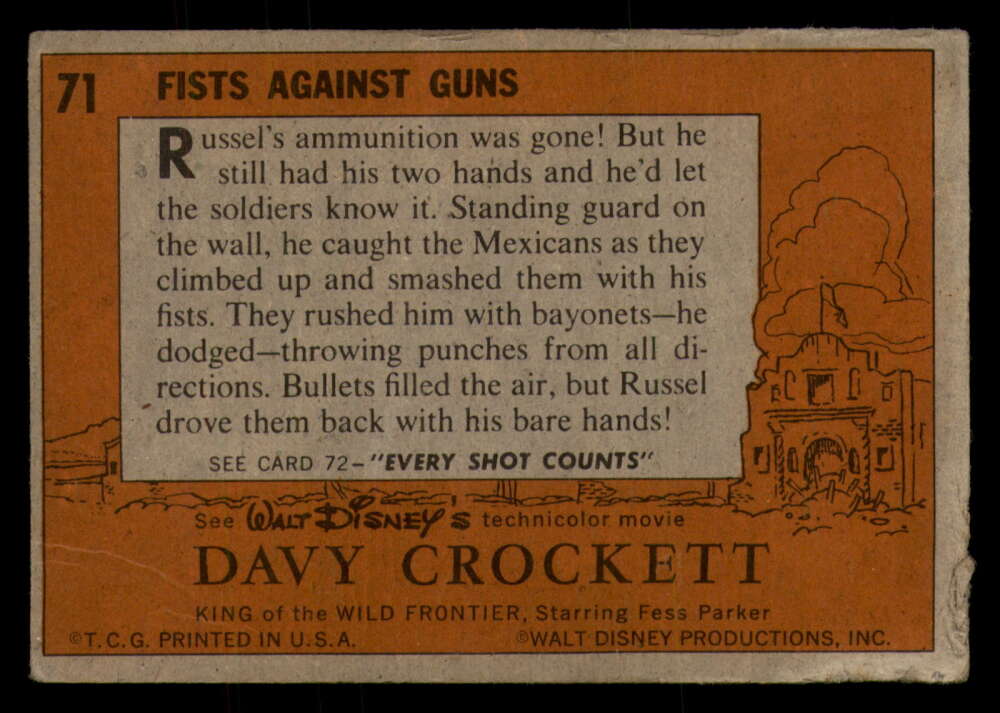 71 FISTS AGAINST GUNS
Russel's ammunition was gone! But he
still had his two hands and he'd let
the soldiers know it. Standing guard on
the wall, he caught the Mexicans as they
climbed up and smashed them with his
fists. They rushed him with bayonets—he
dodged—throwing punches from all di-
rections. Bullets filled the air, but Russel
drove them back with his bare hands!
SEE CARD 72–"EVERY SHOT COUNTS"
See WALT DISNEY'S technicolor movie
DAVY CROCKETT
KING of the WILD FRONTIER, Starring Fess Parker
©T.C.G. PRINTED IN U.S.A. ©WALT DISNEY PRODUCTIONS, INC.